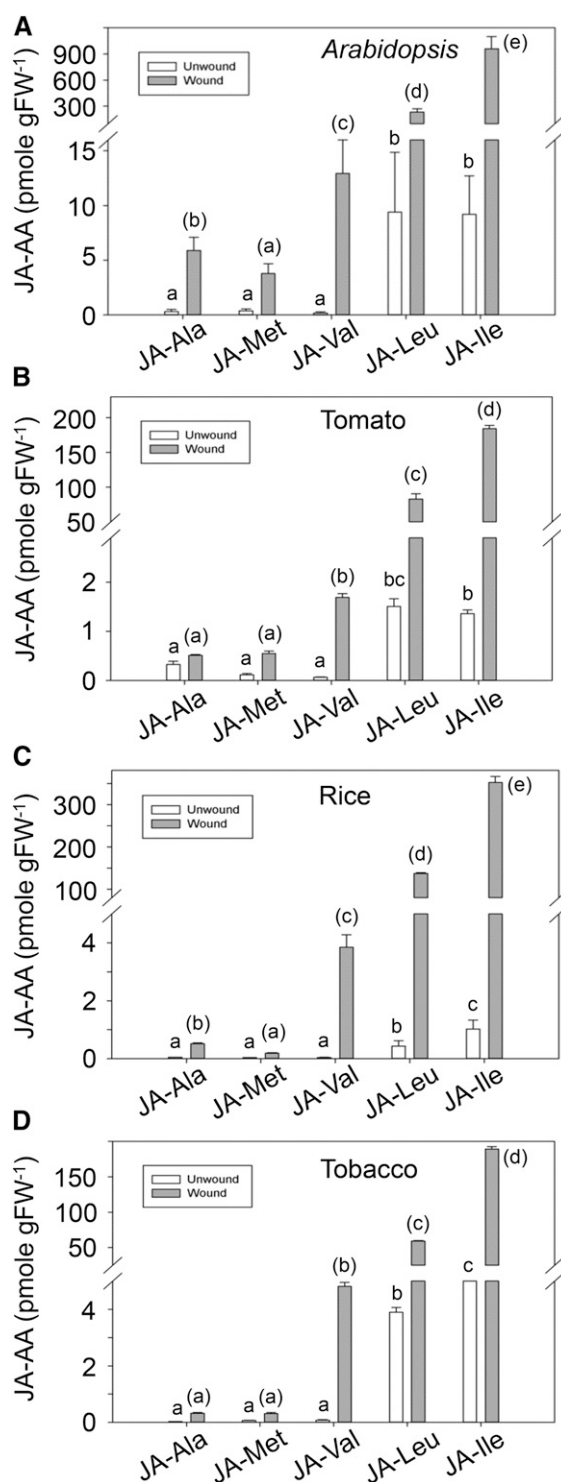 A
Arabidopsis
Unwound
Wound
JA-AA (pmole gFW⁻¹)
900
600
300
15
10
5
0
a
(b)
a
(a)
a
(c)
b
(d)
b
(e)
JA-Ala
JA-Met
JA-Val
JA-Leu
JA-Ile
B
Tomato
Unwound
Wound
JA-AA (pmole gFW⁻¹)
200
150
100
50
2
1
0
a
(a)
a
(a)
a
(b)
bc
(c)
b
(d)
JA-Ala
JA-Met
JA-Val
JA-Leu
JA-Ile
C
Rice
Unwound
Wound
JA-AA (pmole gFW⁻¹)
300
200
100
4
2
0
a
(b)
a
(a)
a
(c)
b
(d)
c
(e)
JA-Ala
JA-Met
JA-Val
JA-Leu
JA-Ile
D
Tobacco
Unwound
Wound
JA-AA (pmole gFW⁻¹)
150
100
50
4
2
0
a
(a)
a
(a)
a
(b)
b
(c)
c
(d)
JA-Ala
JA-Met
JA-Val
JA-Leu
JA-Ile